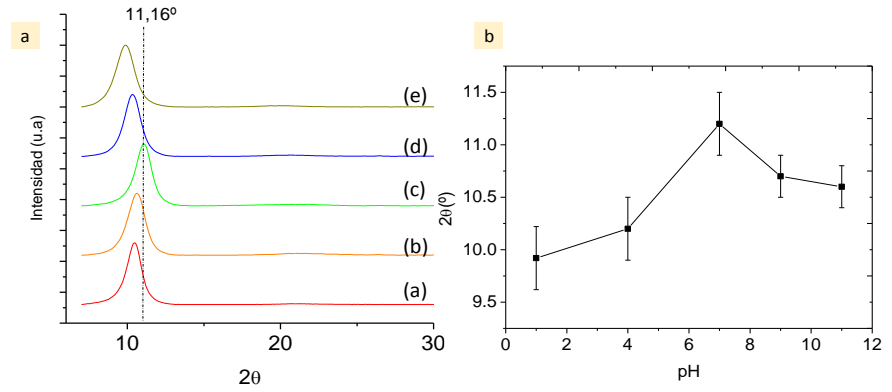 a
11,16º
(e)
(d)
(c)
(b)
(a)
Intensidad (u.a)
10 20 30
2θ
b
11.5
11.0
10.5
10.0
9.5
2θ(º)
0 2 4 6 8 10 12
pH